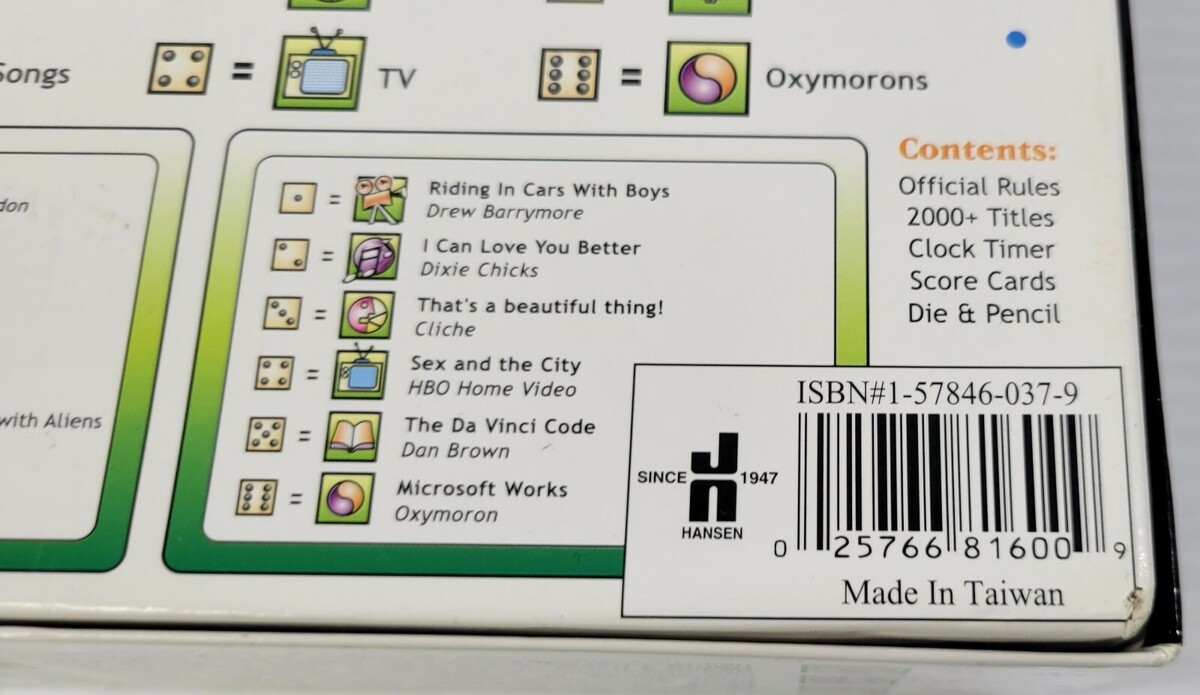 Songs
= TV
= Oxymorons
don
with Aliens
= Riding In Cars With Boys
Drew Barrymore
= I Can Love You Better
Dixie Chicks
= That's a beautiful thing!
Cliche
= Sex and the City
HBO Home Video
= The Da Vinci Code
Dan Brown
= Microsoft Works
Oxymoron
Contents:
Official Rules
2000+ Titles
Clock Timer
Score Cards
Die & Pencil
ISBN#1-57846-037-9
SINCE JN 1947
HANSEN
0 25766 81600 9
Made In Taiwan